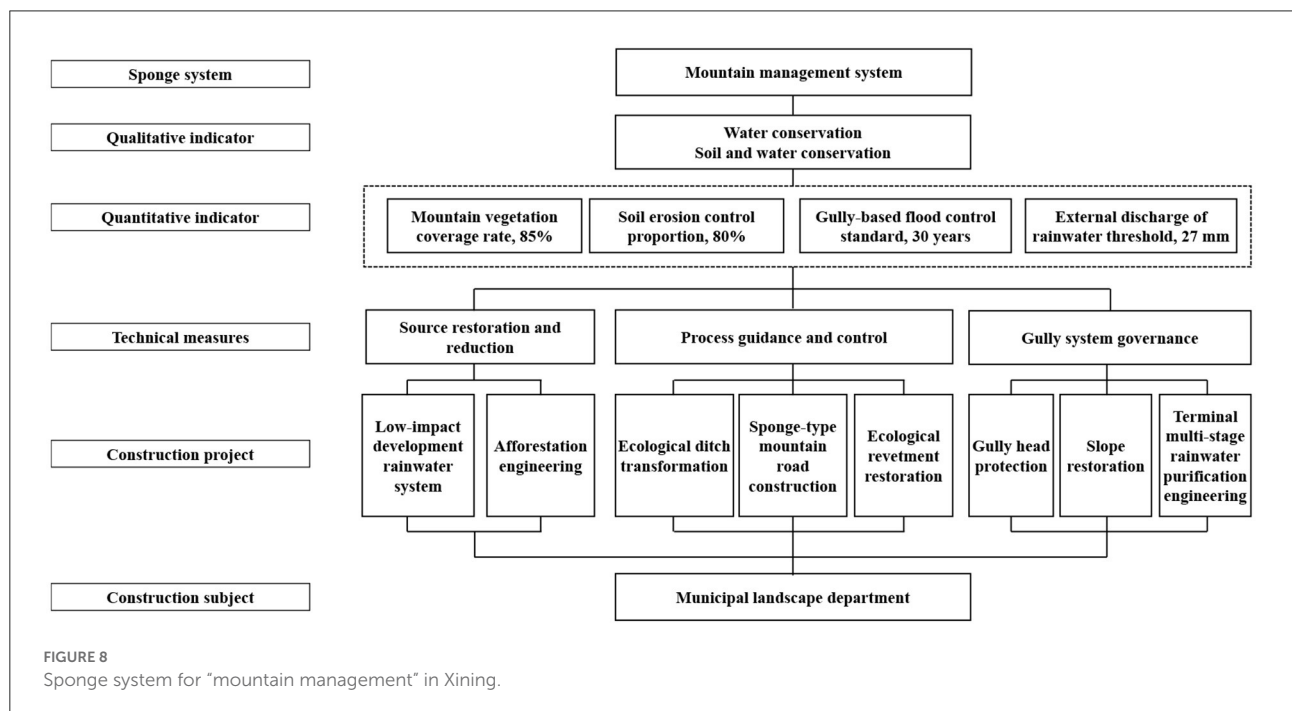 Sponge system
Mountain management system
Qualitative indicator
Water conservation
Soil and water conservation
Quantitative indicator
Mountain vegetation
coverage rate, 85%
Soil erosion control
proportion, 80%
Gully-based flood control
standard, 30 years
External discharge of
rainwater threshold, 27 mm
Technical measures
Source restoration and
reduction
Process guidance and control
Gully system governance
Construction project
Low-impact
development
rainwater
system
Afforestation
engineering
Ecological ditch
transformation
Sponge-type
mountain
road
construction
Ecological
revetment
restoration
Gully head
protection
Slope
restoration
Terminal
multi-stage
rainwater
purification
engineering
Construction subject
Municipal landscape department
FIGURE 8
Sponge system for “mountain management” in Xining.